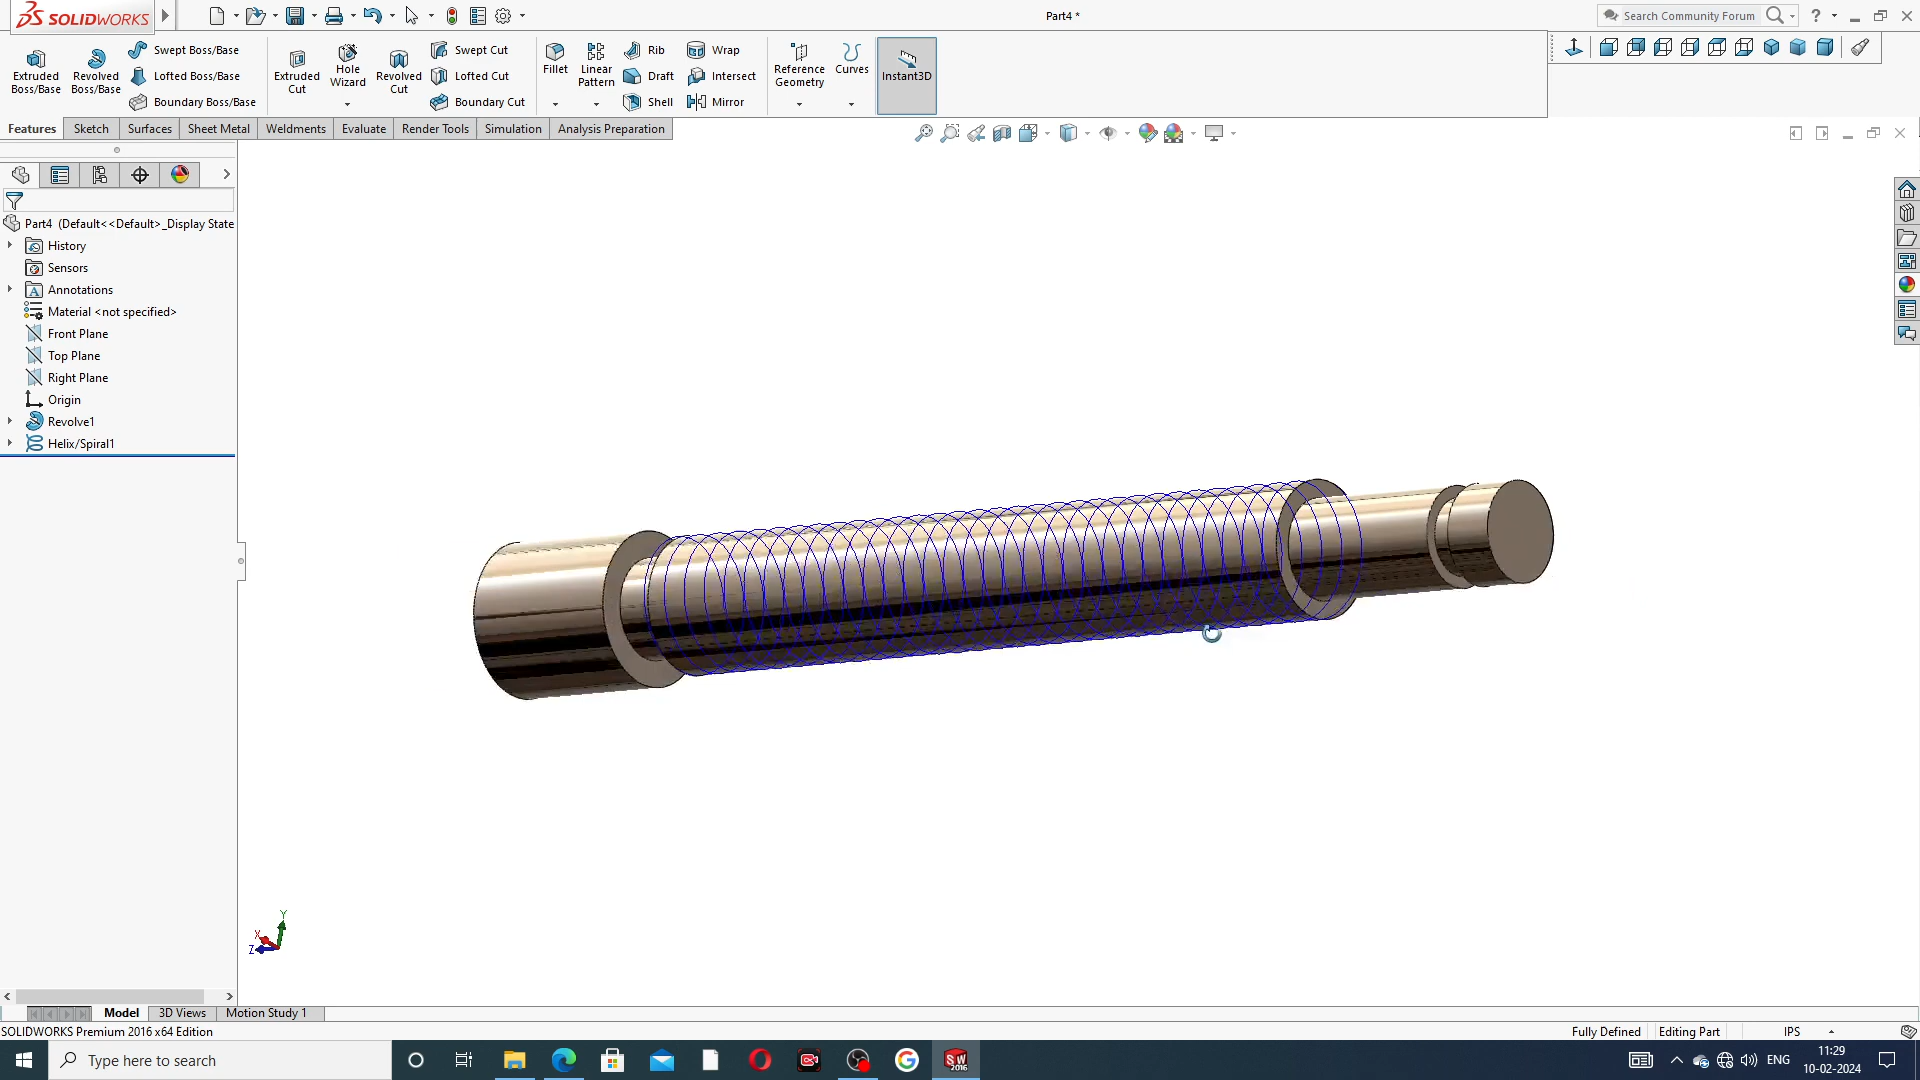 SOLIDWORKS
Part4 *
Search Community Forum
Extruded Boss/Base
Revolved Boss/Base
Swept Boss/Base
Lofted Boss/Base
Boundary Boss/Base
Extruded Cut
Hole Wizard
Revolved Cut
Swept Cut
Lofted Cut
Boundary Cut
Fillet
Linear Pattern
Rib
Draft
Shell
Wrap
Intersect
Mirror
Reference Geometry
Curves
Instant3D
Features
Sketch
Surfaces
Sheet Metal
Weldments
Evaluate
Render Tools
Simulation
Analysis Preparation
Part4 (Default<<Default>_Display State
History
Sensors
Annotations
Material <not specified>
Front Plane
Top Plane
Right Plane
Origin
Revolve1
Helix/Spiral1
Y
X
Z
Model
3D Views
Motion Study 1
SOLIDWORKS Premium 2016 x64 Edition
Fully Defined
Editing Part
IPS
Type here to search
SW
2016
ENG
11:29
10-02-2024